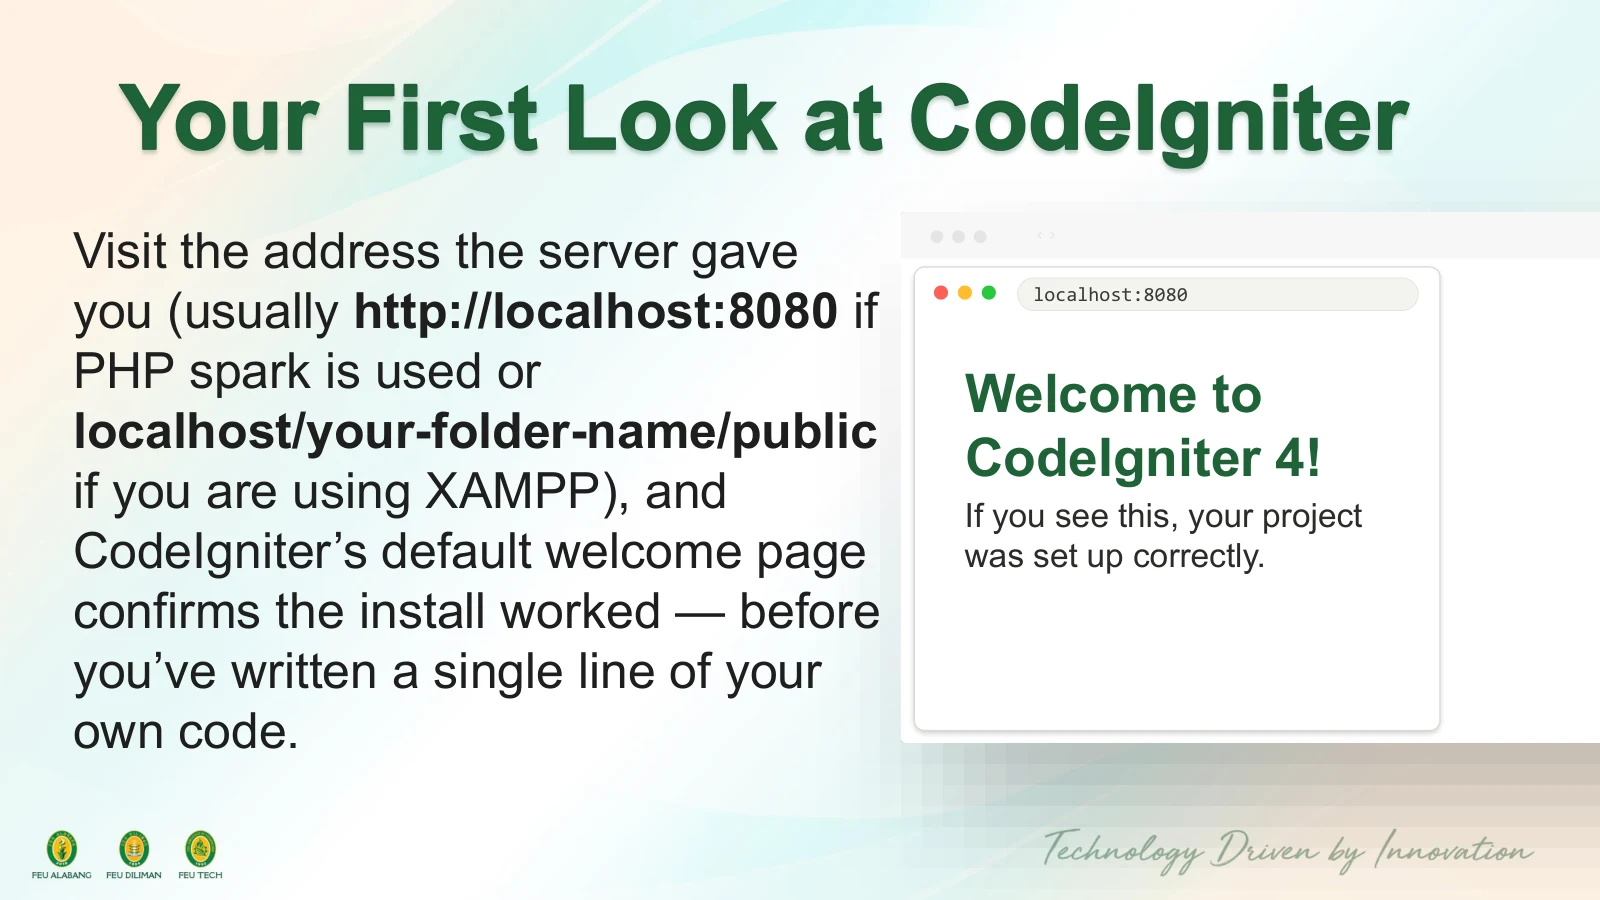 Your First Look at CodeIgniter
Visit the address the server gave
you (usually http://localhost:8080 if
PHP spark is used or
localhost/your-folder-name/public
if you are using XAMPP), and
CodeIgniter’s default welcome page
confirms the install worked — before
you’ve written a single line of your
own code.
localhost:8080
Welcome to
CodeIgniter 4!
If you see this, your project
was set up correctly.
FEU ALABANG
FEU DILIMAN
FEU TECH
Technology Driven by Innovation